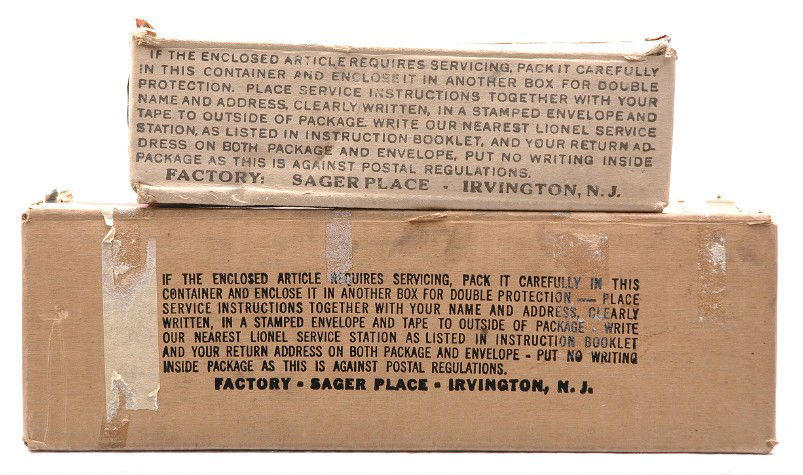 IF THE ENCLOSED ARTICLE REQUIRES SERVICING, PACK IT CAREFULLY
IN THIS CONTAINER AND ENCLOSE IT IN ANOTHER BOX FOR DOUBLE
PROTECTION. PLACE SERVICE INSTRUCTIONS TOGETHER WITH YOUR
NAME AND ADDRESS, CLEARLY WRITTEN, IN A STAMPED ENVELOPE AND
TAPE TO OUTSIDE OF PACKAGE. WRITE OUR NEAREST LIONEL SERVICE
STATION, AS LISTED IN INSTRUCTION BOOKLET, AND YOUR RETURN AD-
DRESS ON BOTH PACKAGE AND ENVELOPE, PUT NO WRITING INSIDE
PACKAGE AS THIS IS AGAINST POSTAL REGULATIONS.
FACTORY: SAGER PLACE - IRVINGTON, N. J.
IF THE ENCLOSED ARTICLE REQUIRES SERVICING, PACK IT CAREFULLY IN THIS
CONTAINER AND ENCLOSE IT IN ANOTHER BOX FOR DOUBLE PROTECTION — PLACE
SERVICE INSTRUCTIONS TOGETHER WITH YOUR NAME AND ADDRESS, CLEARLY
WRITTEN, IN A STAMPED ENVELOPE AND TAPE TO OUTSIDE OF PACKAGE - WRITE
OUR NEAREST LIONEL SERVICE STATION AS LISTED IN INSTRUCTION BOOKLET
AND YOUR RETURN ADDRESS ON BOTH PACKAGE AND ENVELOPE - PUT NO WRITING
INSIDE PACKAGE AS THIS IS AGAINST POSTAL REGULATIONS.
FACTORY - SAGER PLACE - IRVINGTON, N. J.